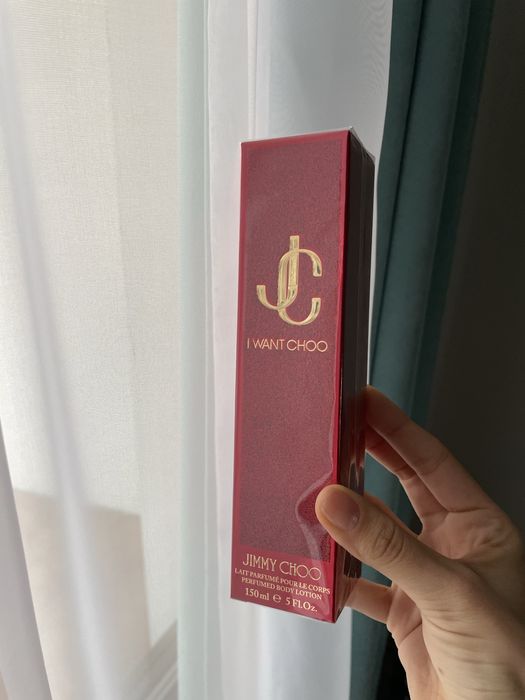 JC
I WANT CHOO
JIMMY CHOO
LAIT PARFUMÉ POUR LE CORPS
PERFUMED BODY LOTION
150 ml ℮ 5 Fl.Oz.